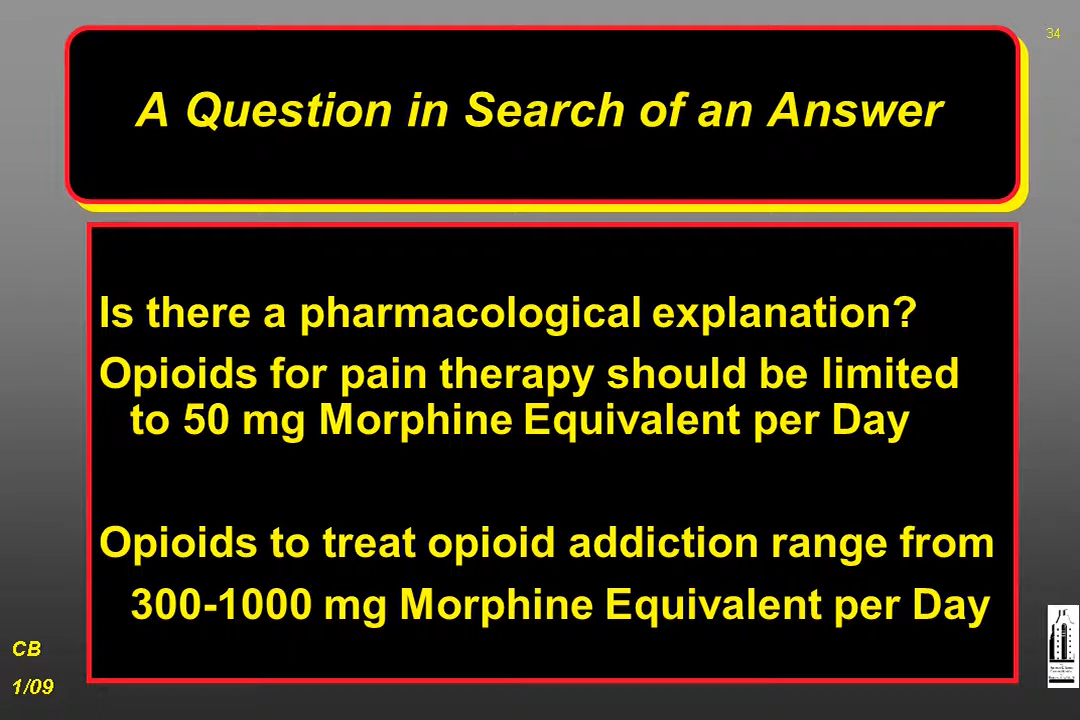 34
A Question in Search of an Answer
Is there a pharmacological explanation?
Opioids for pain therapy should be limited
to 50 mg Morphine Equivalent per Day
Opioids to treat opioid addiction range from
300-1000 mg Morphine Equivalent per Day
CB
1/09